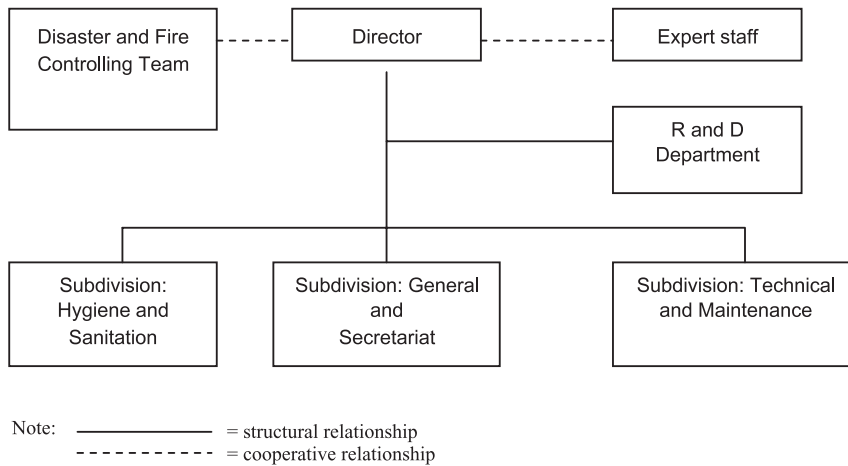 Disaster and Fire
Controlling Team
Director
Expert staff
R and D
Department
Subdivision:
Hygiene and
Sanitation
Subdivision: General
and
Secretariat
Subdivision: Technical
and Maintenance
Note:
= structural relationship
= cooperative relationship